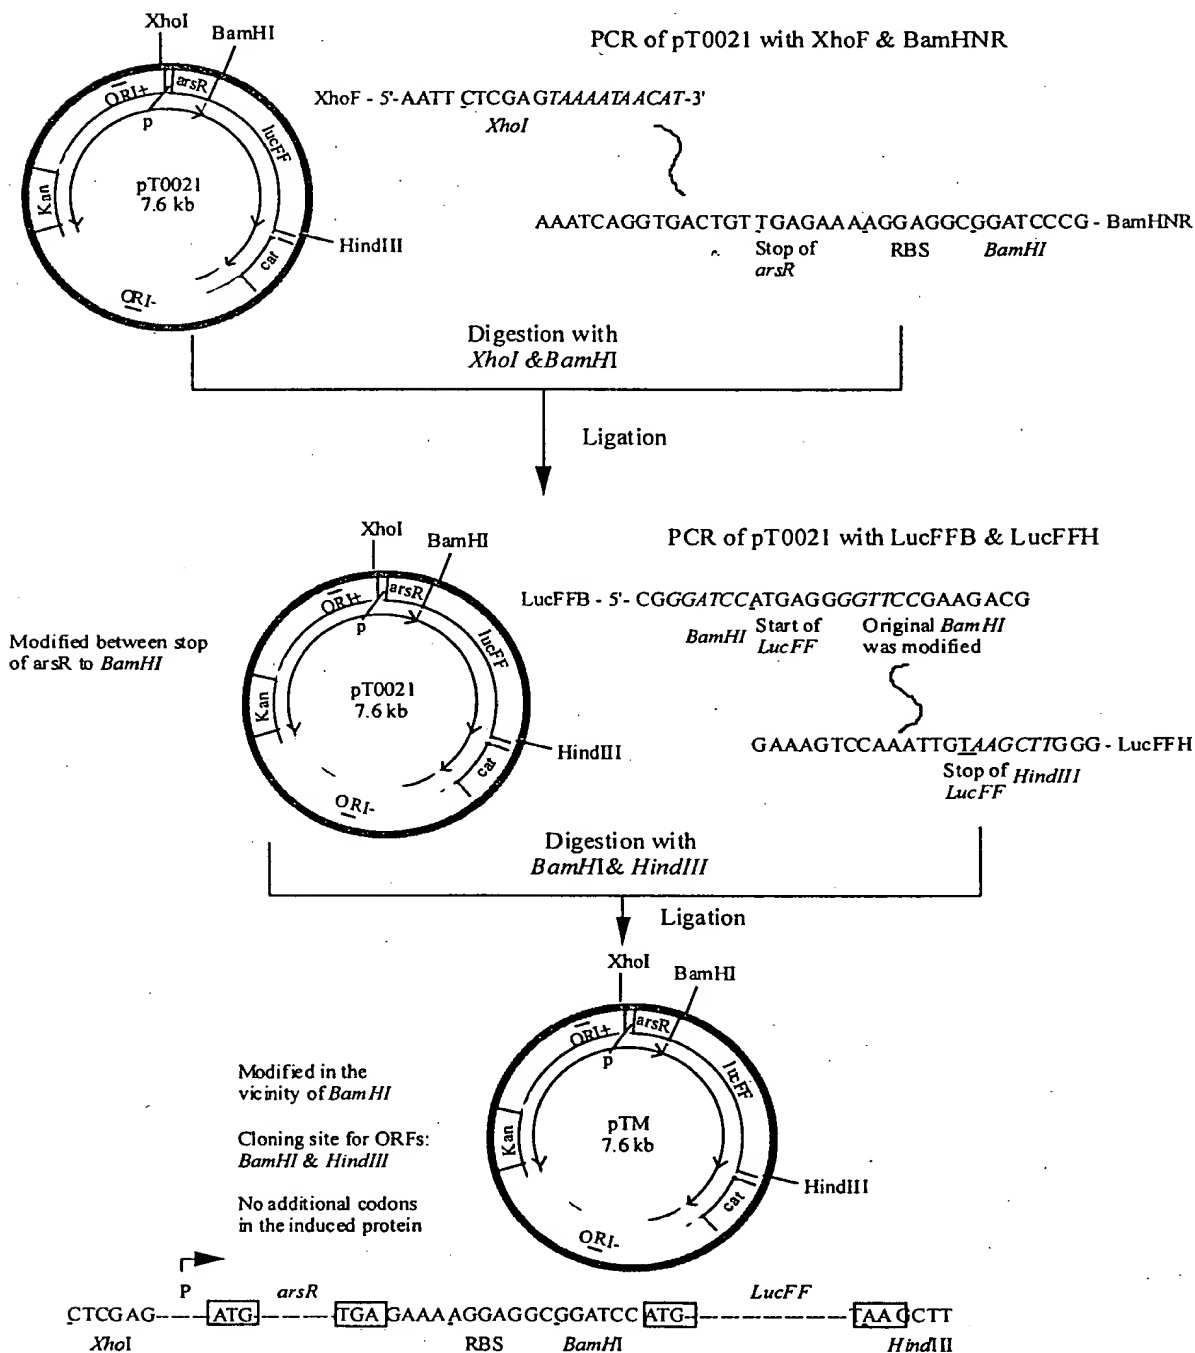 XhoI
BamHI
PCR of pT0021 with XhoF & BamHNR
ORI+
arsR
p
lucFF
Kan
pT0021
7.6 kb
HindIII
cat
ORI-
XhoF - 5'-AATT CTCGAGTAAAATAACAT-3'
XhoI
AAATCAGGTGACTGT TGAGAAAAGGAGGCGGATCCCG - BamHNR
Stop of
arsR
RBS
BamHI
Digestion with
XhoI &BamHI
Ligation
XhoI
BamHI
PCR of pT0021 with LucFFB & LucFFH
Modified between stop
of arsR to BamHI
ORI+
arsR
p
lucFF
Kan
pT0021
7.6 kb
HindIII
cat
ORI-
LucFFB - 5'- CGGGATCCATGAGGGGTTCCGAAGACG
BamHI
Start of
LucFF
Original BamHI
was modified
GAAAGTCCAAATTGTAAGCTTGGG - LucFFH
Stop of
LucFF
HindIII
Digestion with
BamHI& HindIII
Ligation
XhoI
BamHI
ORI+
arsR
p
lucFF
Kan
pTM
7.6 kb
HindIII
cat
ORI-
Modified in the
vicinity of BamHI
Cloning site for ORFs:
BamHI & HindIII
No additional codons
in the induced protein
P arsR LucFF
CTCGAG------ATG------TGAGAAAAGGAGGCGGATCCATG------------TAAGCTT
XhoI RBS BamHI HindIII